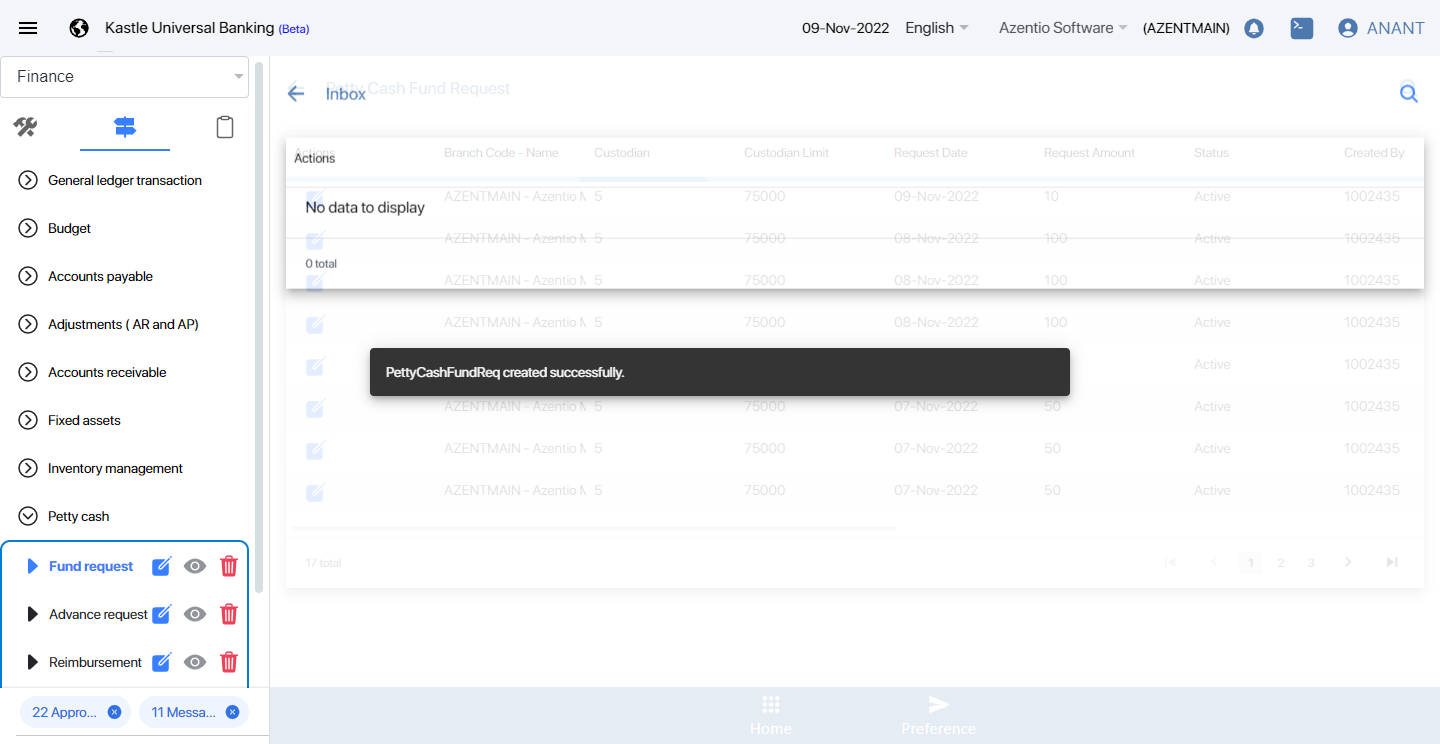 Kastle Universal Banking (Beta)
09-Nov-2022 English Azentio Software (AZENTMAIN) ANANT
Finance
General ledger transaction
Budget
Accounts payable
Adjustments ( AR and AP)
Accounts receivable
Fixed assets
Inventory management
Petty cash
Fund request
Advance request
Reimbursement
22 Appro...
11 Messa...
Petty Cash Fund Request
Inbox
Actions Branch Code - Name Custodian Custodian Limit Request Date Request Amount Status Created By
Actions
AZENTMAIN - Azentio M 5 75000 09-Nov-2022 10 Active 1002435
No data to display
AZENTMAIN - Azentio M 5 75000 08-Nov-2022 100 Active 1002435
0 total
AZENTMAIN - Azentio M 5 75000 08-Nov-2022 100 Active 1002435
AZENTMAIN - Azentio M 5 75000 08-Nov-2022 100 Active 1002435
Active 1002435
PettyCashFundReq created successfully.
AZENTMAIN - Azentio M 5 75000 07-Nov-2022 50 Active 1002435
AZENTMAIN - Azentio M 5 75000 07-Nov-2022 50 Active 1002435
AZENTMAIN - Azentio M 5 75000 07-Nov-2022 50 Active 1002435
17 total
1 2 3
Home
Preference